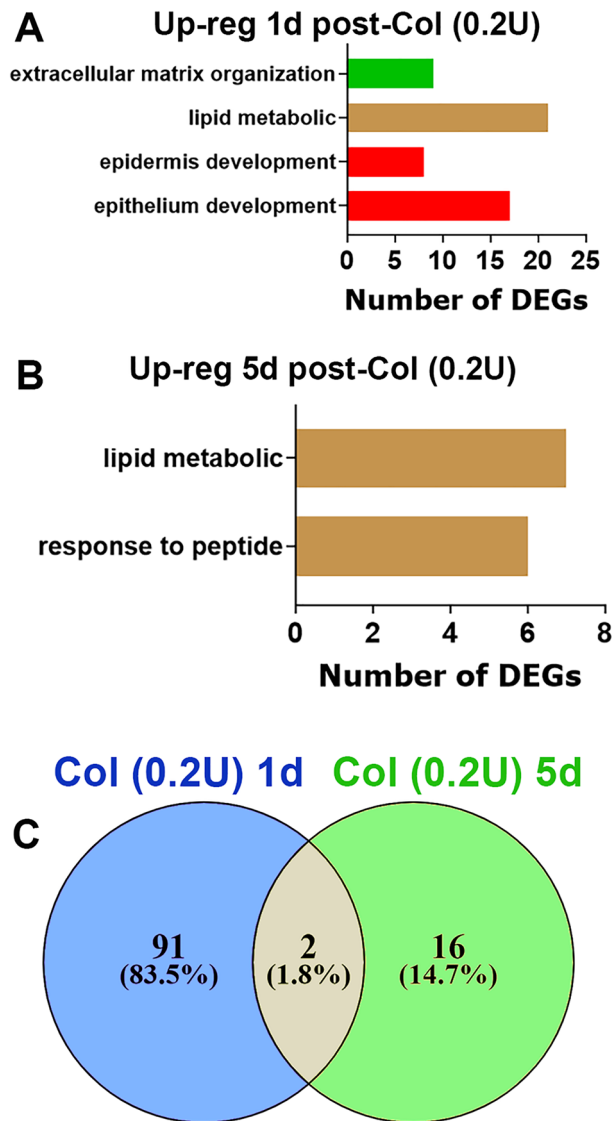 A
Up-reg 1d post-Col (0.2U)
extracellular matrix organization
lipid metabolic
epidermis development
epithelium development
0 5 10 15 20 25
Number of DEGs
B
Up-reg 5d post-Col (0.2U)
lipid metabolic
response to peptide
0 2 4 6 8
Number of DEGs
Col (0.2U) 1d Col (0.2U) 5d
C
91 2 16
(83.5%) (1.8%) (14.7%)